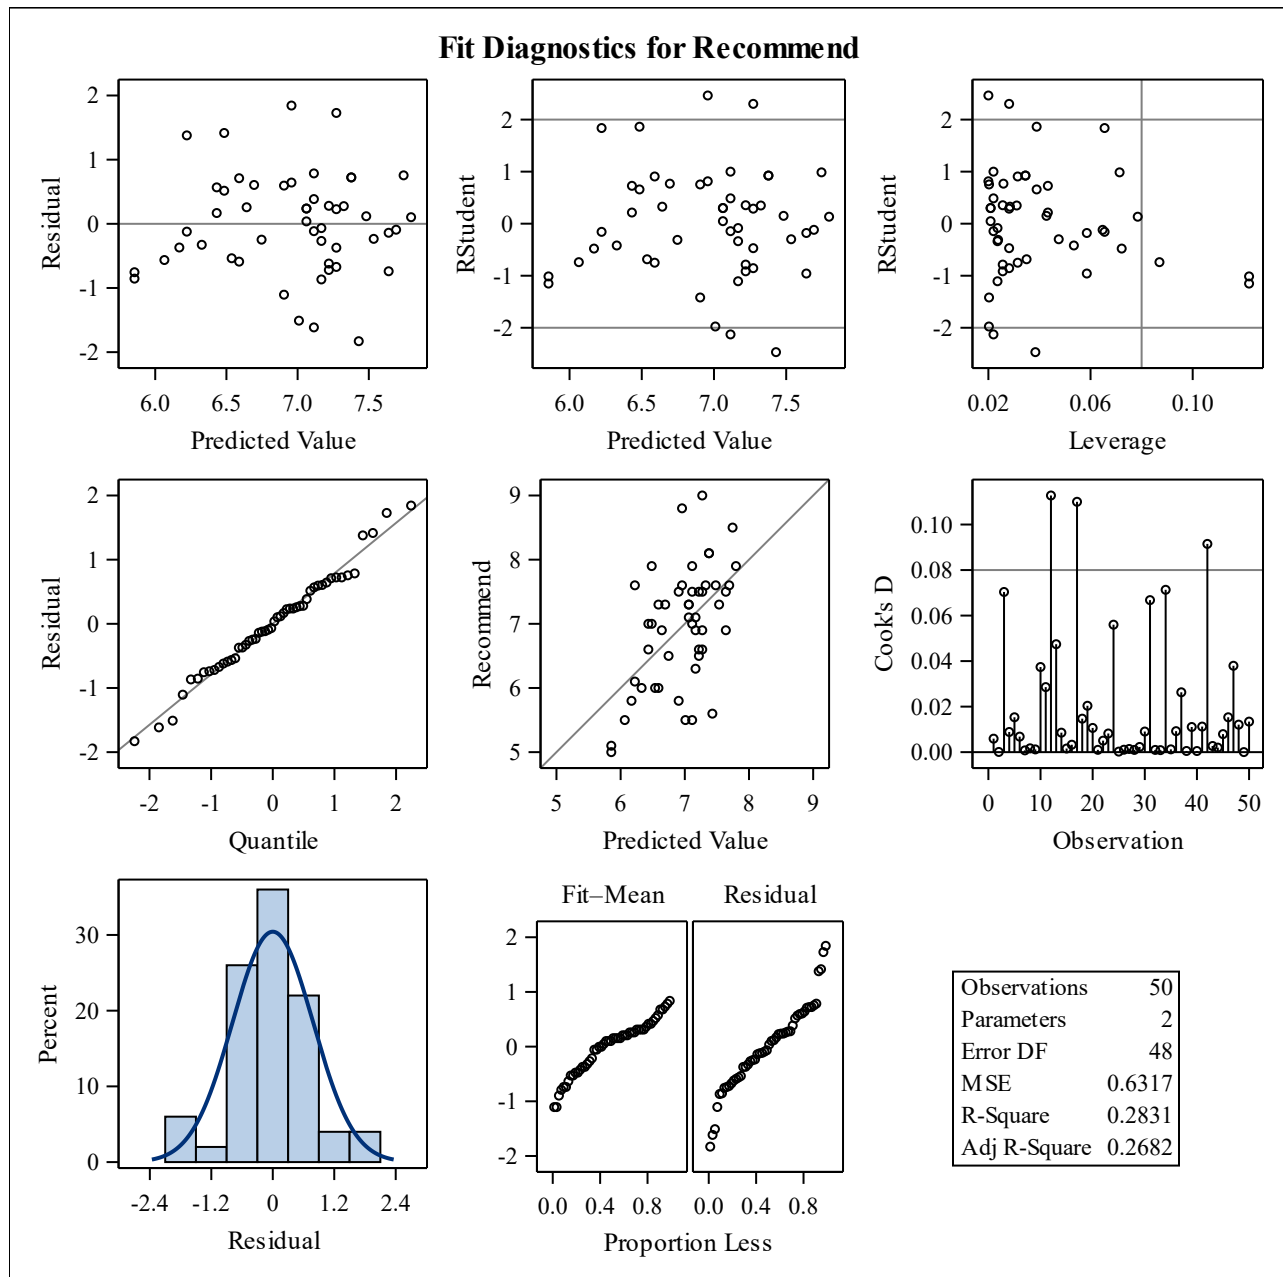 Fit Diagnostics for Recommend
2
1
0
-1
-2
Residual
6.0 6.5 7.0 7.5
Predicted Value
2
1
0
-1
-2
RStudent
6.0 6.5 7.0 7.5
Predicted Value
2
1
0
-1
-2
RStudent
0.02 0.06 0.10
Leverage
2
1
0
-1
-2
Residual
-2 -1 0 1 2
Quantile
9
8
7
6
5
Recommend
5 6 7 8 9
Predicted Value
0.10
0.08
0.06
0.04
0.02
0.00
Cook's D
0 10 20 30 40 50
Observation
30
20
10
0
Percent
-2.4 -1.2 0 1.2 2.4
Residual
Fit–Mean Residual
2
1
0
-1
-2
0.0 0.4 0.8 0.0 0.4 0.8
Proportion Less
Observations 50
Parameters 2
Error DF 48
MSE 0.6317
R-Square 0.2831
Adj R-Square 0.2682